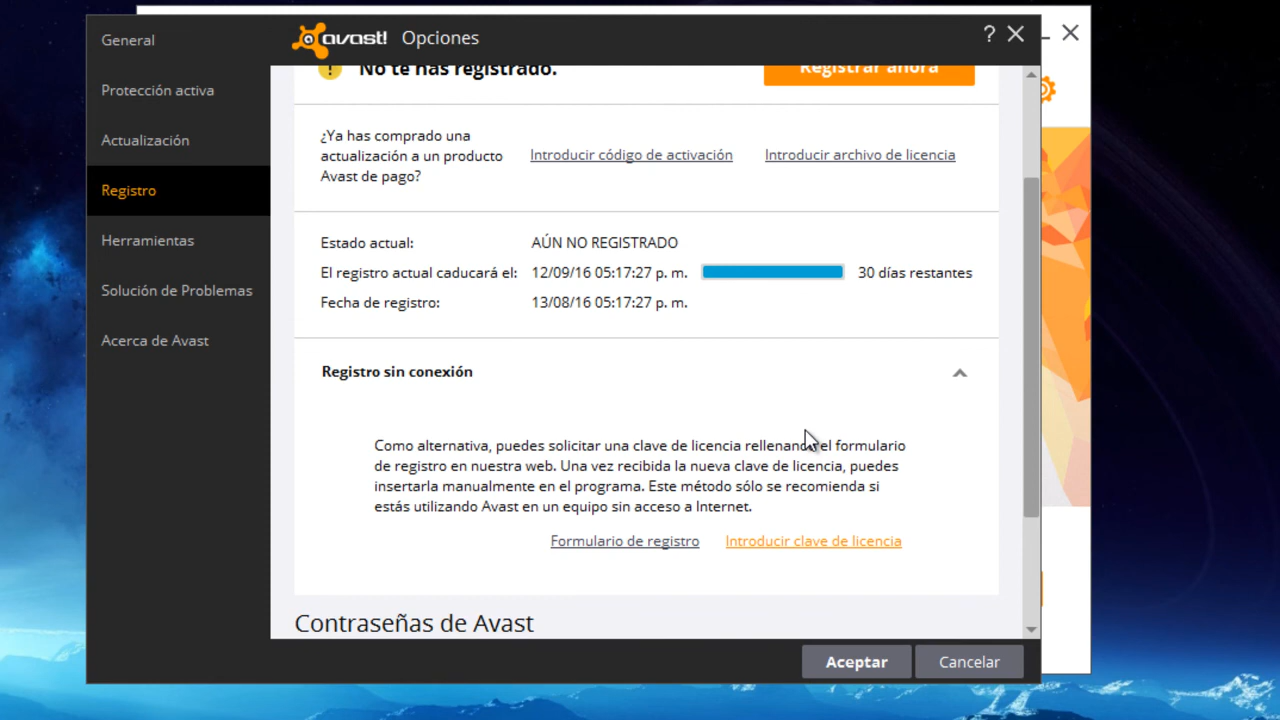 avast! Opciones
?
General
Protección activa
Actualización
Registro
Herramientas
Solución de Problemas
Acerca de Avast
No te has registrado.
Registrar ahora
¿Ya has comprado una
actualización a un producto
Avast de pago?
Introducir código de activación
Introducir archivo de licencia
Estado actual: AÚN NO REGISTRADO
El registro actual caducará el: 12/09/16 05:17:27 p. m. 30 días restantes
Fecha de registro: 13/08/16 05:17:27 p. m.
Registro sin conexión
Como alternativa, puedes solicitar una clave de licencia rellenando el formulario
de registro en nuestra web. Una vez recibida la nueva clave de licencia, puedes
insertarla manualmente en el programa. Este método sólo se recomienda si
estás utilizando Avast en un equipo sin acceso a Internet.
Formulario de registro Introducir clave de licencia
Contraseñas de Avast
Aceptar Cancelar